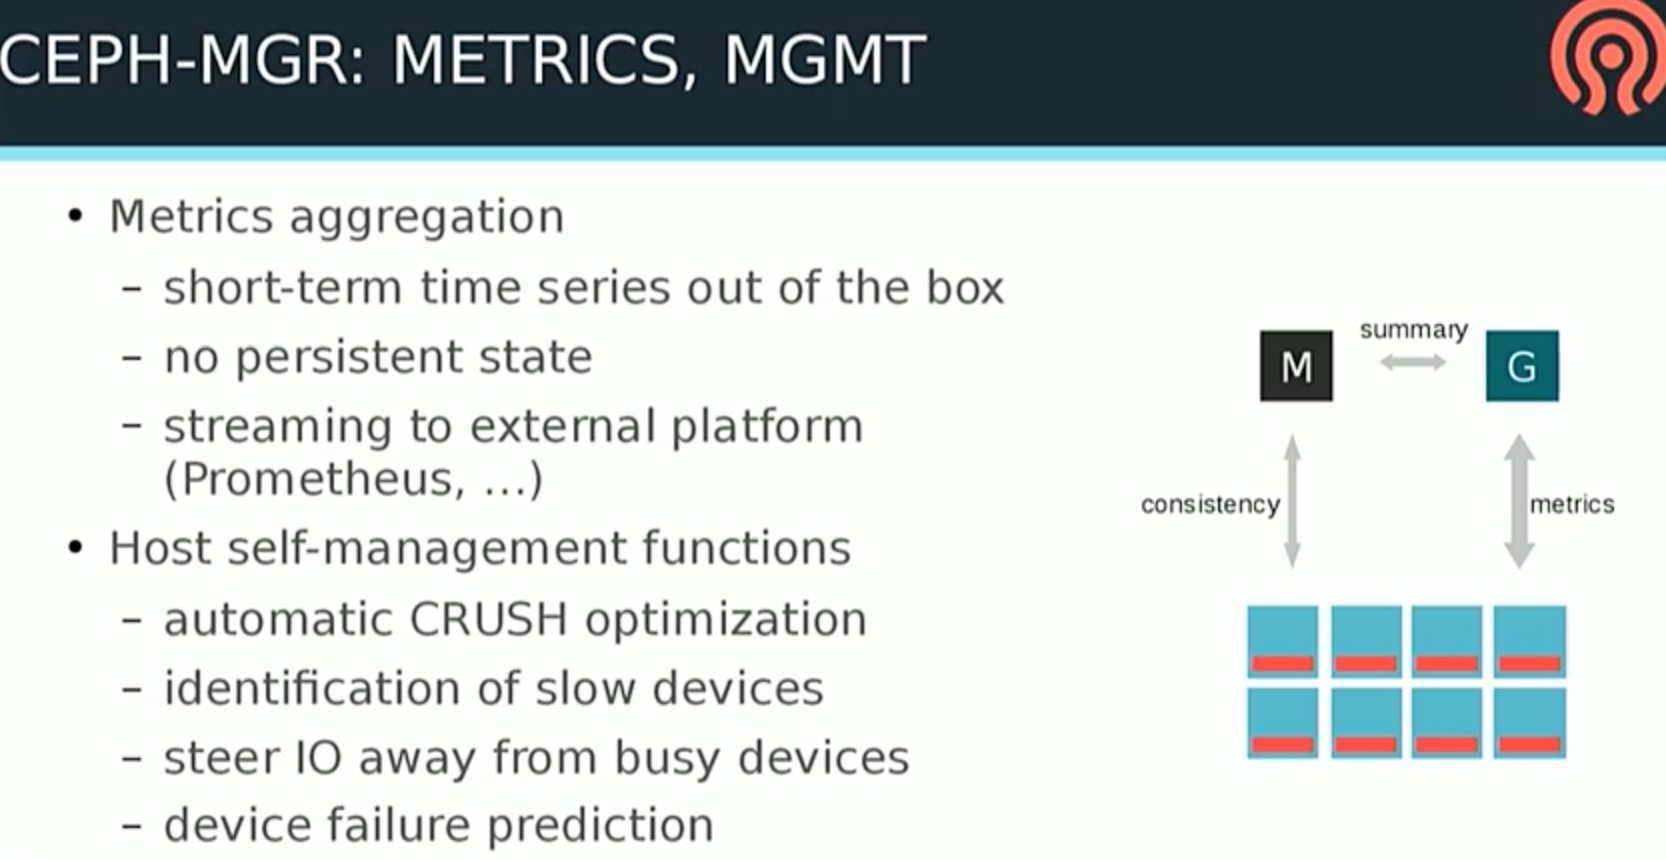 CEPH-MGR: METRICS, MGMT
• Metrics aggregation
– short-term time series out of the box
– no persistent state
– streaming to external platform
(Prometheus, ...)
• Host self-management functions
– automatic CRUSH optimization
– identification of slow devices
– steer IO away from busy devices
– device failure prediction
summary
M
G
consistency
metrics